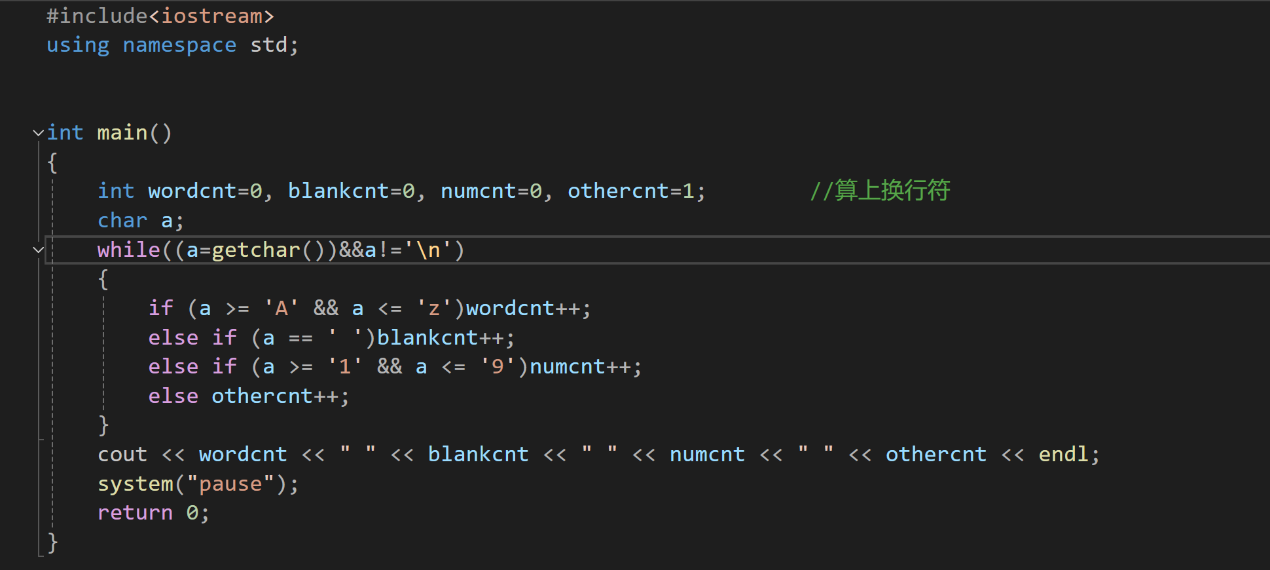 #include<iostream>
using namespace std;
int main()
{
int wordcnt=0, blankcnt=0, numcnt=0, othercnt=1; //算上换行符
char a;
while((a=getchar())&&a!='\n')
{
if (a >= 'A' && a <= 'z')wordcnt++;
else if (a == ' ')blankcnt++;
else if (a >= '1' && a <= '9')numcnt++;
else othercnt++;
}
cout << wordcnt << " " << blankcnt << " " << numcnt << " " << othercnt << endl;
system("pause");
return 0;
}